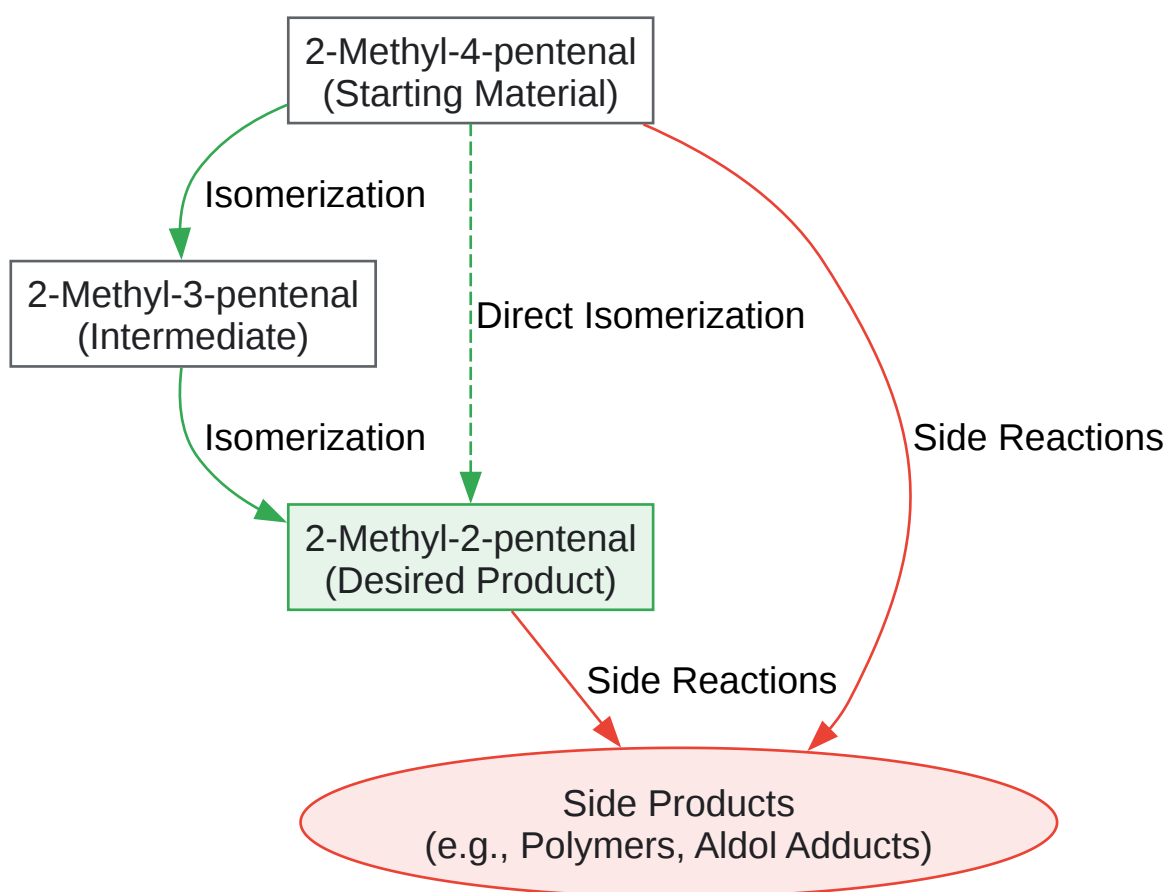 2-Methyl-4-pentenal
(Starting Material)
Isomerization
2-Methyl-3-pentenal
(Intermediate)
Direct Isomerization
Isomerization
Side Reactions
2-Methyl-2-pentenal
(Desired Product)
Side Reactions
Side Products
(e.g., Polymers, Aldol Adducts)